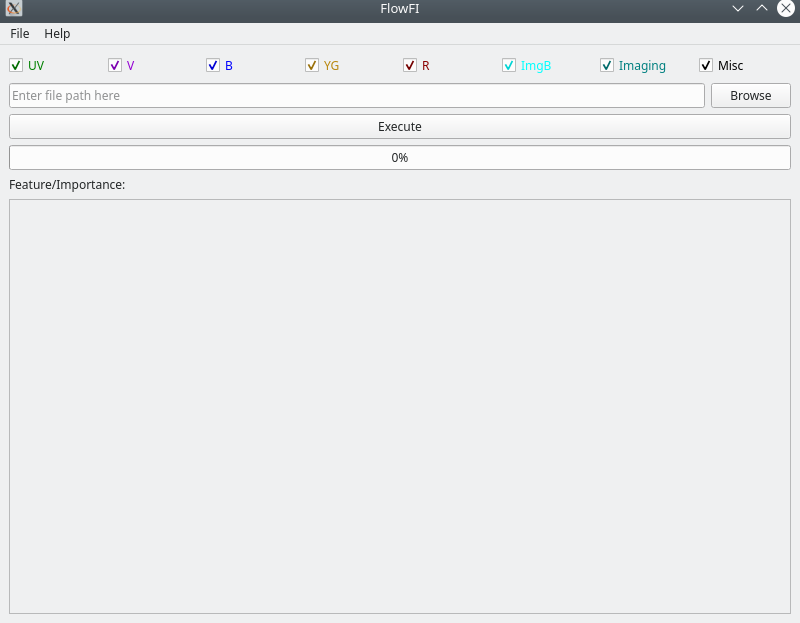 FlowFI
File Help
UV V B YG R ImgB Imaging Misc
Enter file path here Browse
Execute
0%
Feature/Importance: